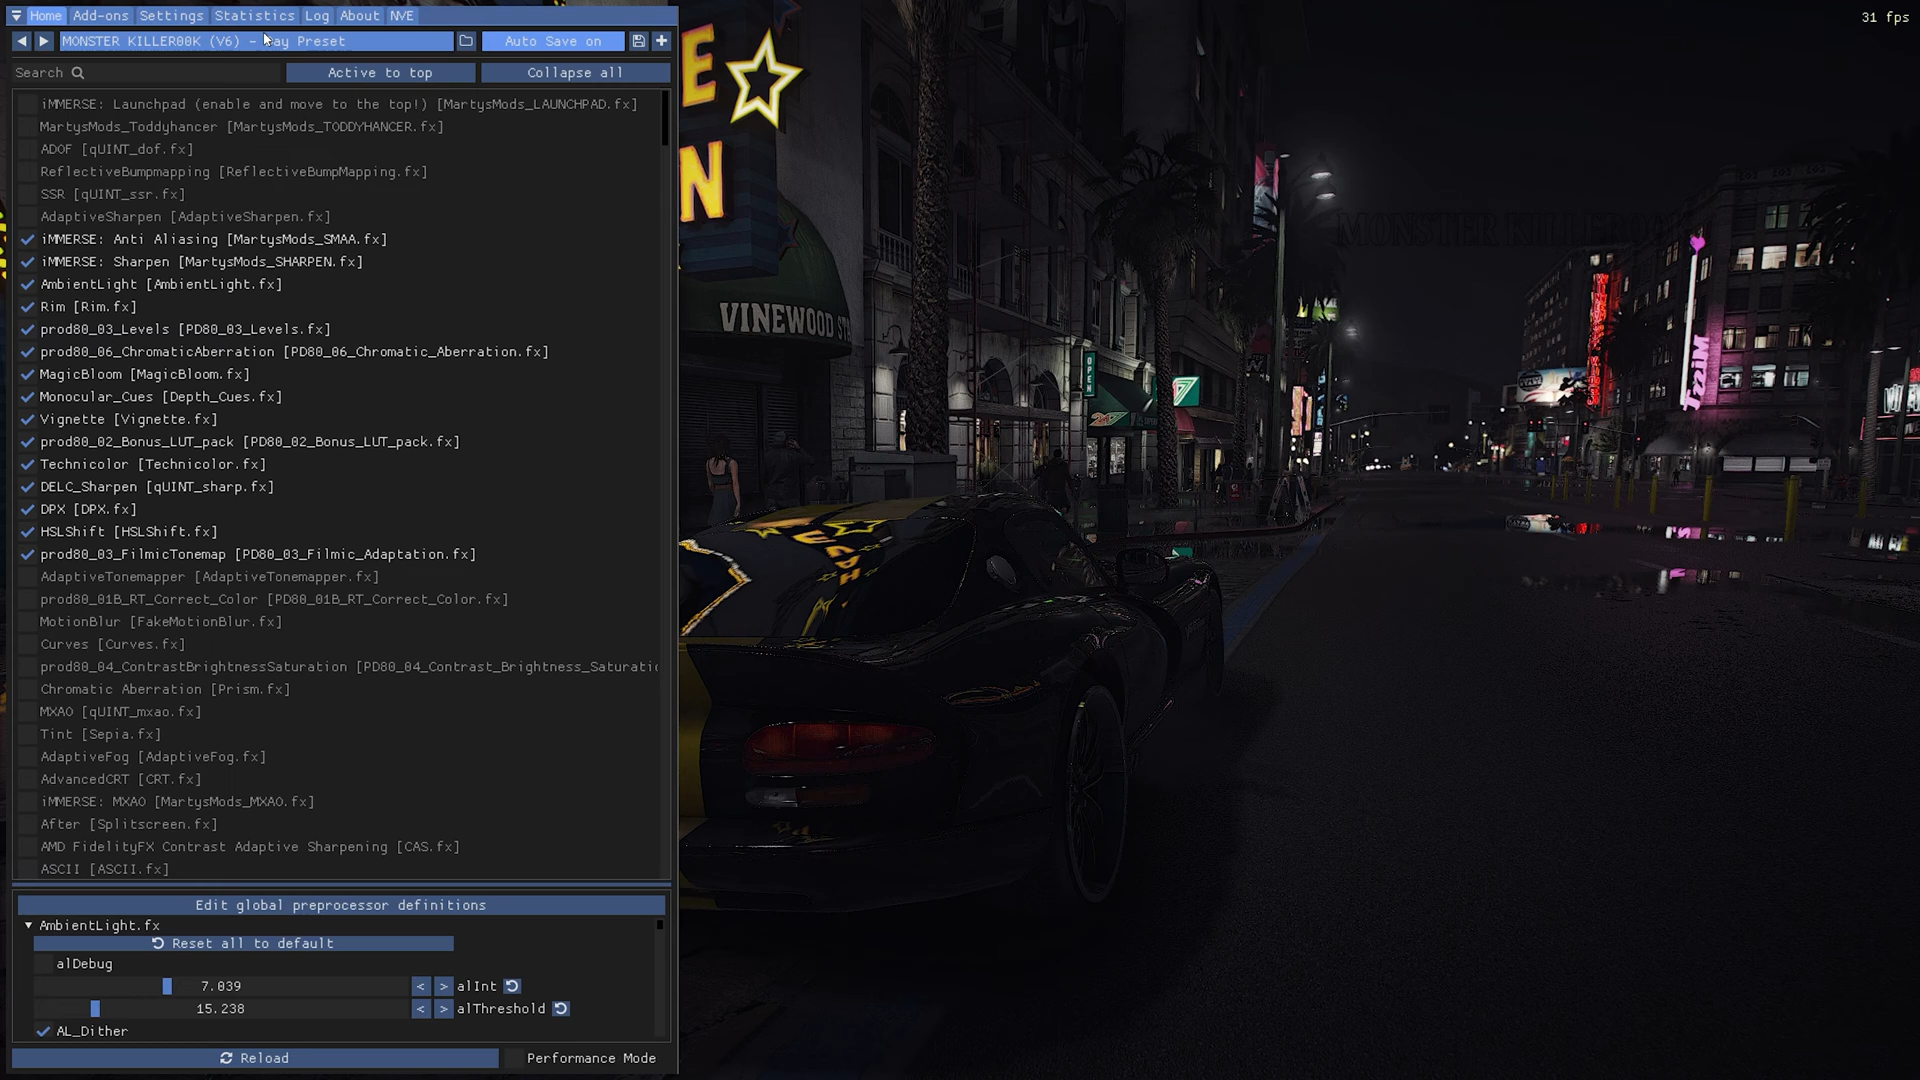 Home Add-ons Settings Statistics Log About NVE
31 fps
MONSTER KILLER00K (V6) - ay Preset
Auto Save on
Search
Active to top
Collapse all
iMMERSE: Launchpad (enable and move to the top!) [MartysMods_LAUNCHPAD.fx]
MartysMods_Toddyhancer [MartysMods_TODDYHANCER.fx]
ADOF [qUINT_dof.fx]
ReflectiveBumpmapping [ReflectiveBumpMapping.fx]
SSR [qUINT_ssr.fx]
AdaptiveSharpen [AdaptiveSharpen.fx]
iMMERSE: Anti Aliasing [MartysMods_SMAA.fx]
iMMERSE: Sharpen [MartysMods_SHARPEN.fx]
AmbientLight [AmbientLight.fx]
Rim [Rim.fx]
prod80_03_Levels [PD80_03_Levels.fx]
prod80_06_ChromaticAberration [PD80_06_Chromatic_Aberration.fx]
MagicBloom [MagicBloom.fx]
Monocular_Cues [Depth_Cues.fx]
Vignette [Vignette.fx]
prod80_02_Bonus_LUT_pack [PD80_02_Bonus_LUT_pack.fx]
Technicolor [Technicolor.fx]
DELC_Sharpen [qUINT_sharp.fx]
DPX [DPX.fx]
HSLShift [HSLShift.fx]
prod80_03_FilmicTonemap [PD80_03_Filmic_Adaptation.fx]
AdaptiveTonemapper [AdaptiveTonemapper.fx]
prod80_01B_RT_Correct_Color [PD80_01B_RT_Correct_Color.fx]
MotionBlur [FakeMotionBlur.fx]
Curves [Curves.fx]
prod80_04_ContrastBrightnessSaturation [PD80_04_Contrast_Brightness_Saturatio
Chromatic Aberration [Prism.fx]
MXAO [qUINT_mxao.fx]
Tint [Sepia.fx]
AdaptiveFog [AdaptiveFog.fx]
AdvancedCRT [CRT.fx]
iMMERSE: MXAO [MartysMods_MXAO.fx]
After [Splitscreen.fx]
AMD FidelityFX Contrast Adaptive Sharpening [CAS.fx]
ASCII [ASCII.fx]
Edit global preprocessor definitions
AmbientLight.fx
Reset all to default
alDebug
7.039 < > alInt
15.238 < > alThreshold
AL_Dither
Reload
Performance Mode
E
N
VINEWOOD ST
OPEN